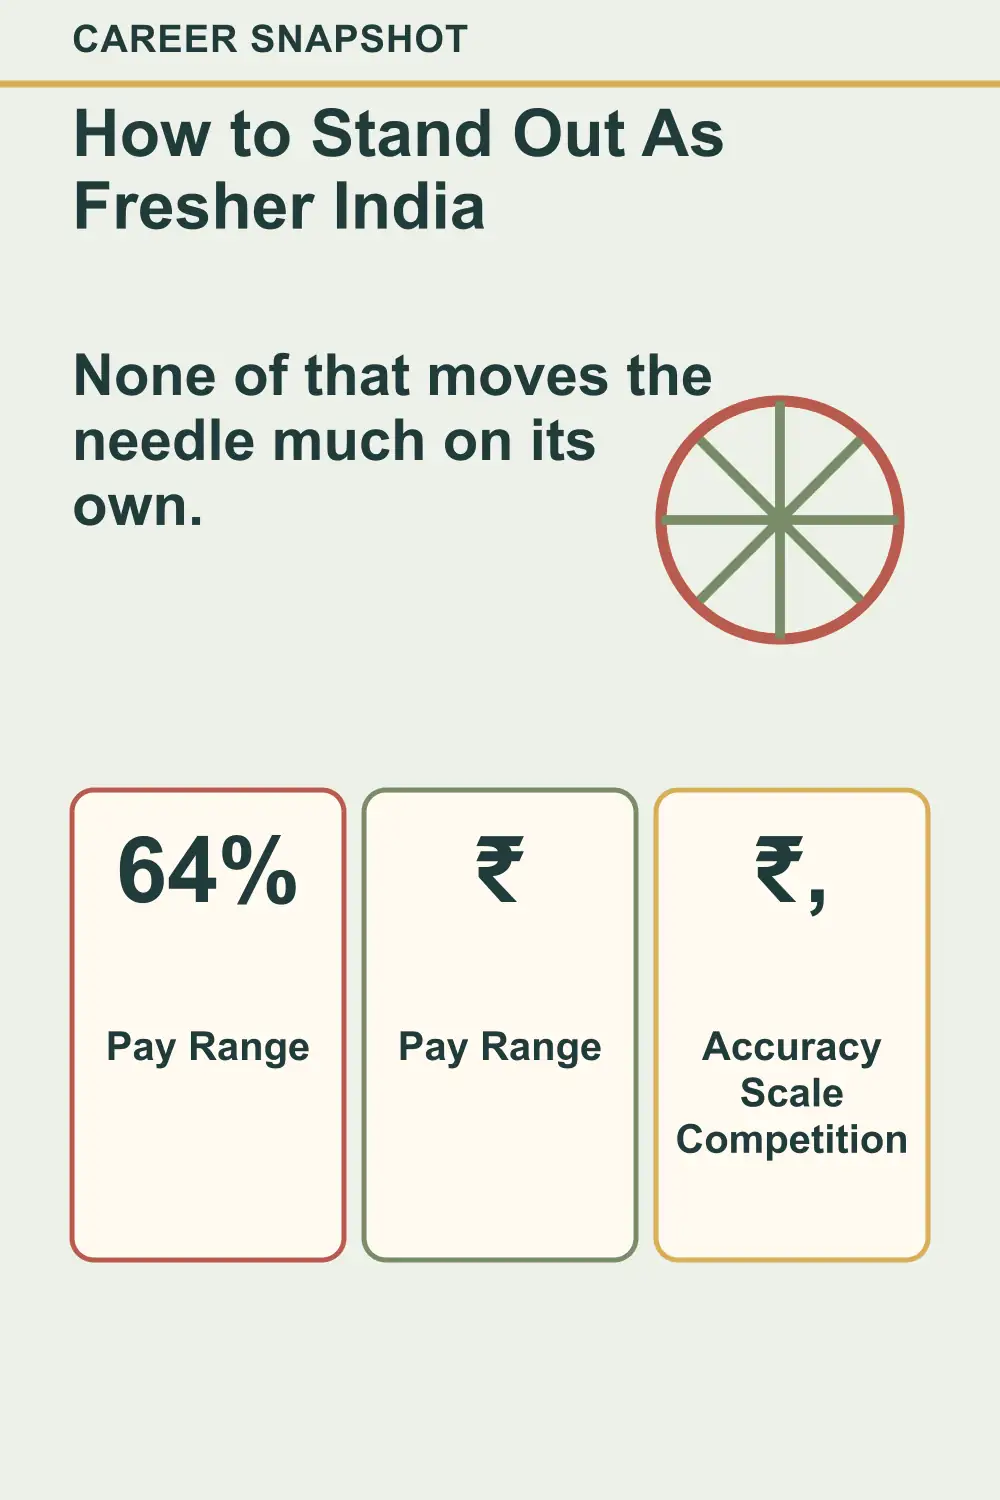 CAREER SNAPSHOT
How to Stand Out As
Fresher India
None of that moves the
needle much on its
own.
64%
Pay Range
₹
Pay Range
₹,
Accuracy
Scale
Competition